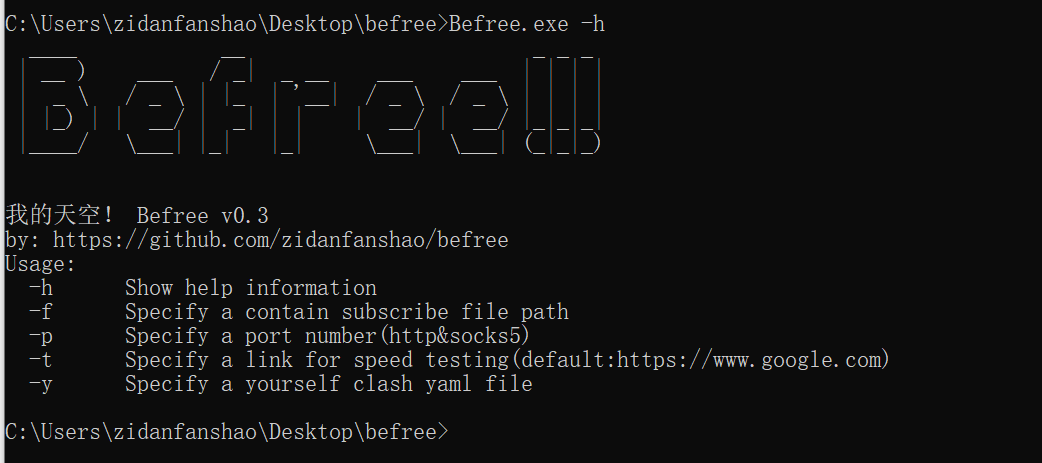 C:\Users\zidanfanshao\Desktop\befree>Befree.exe -h
Befree!!!
我的天空! Befree v0.3
by: https://github.com/zidanfanshao/befree
Usage:
-h Show help information
-f Specify a contain subscribe file path
-p Specify a port number(http&socks5)
-t Specify a link for speed testing(default:https://www.google.com)
-y Specify a yourself clash yaml file
C:\Users\zidanfanshao\Desktop\befree>